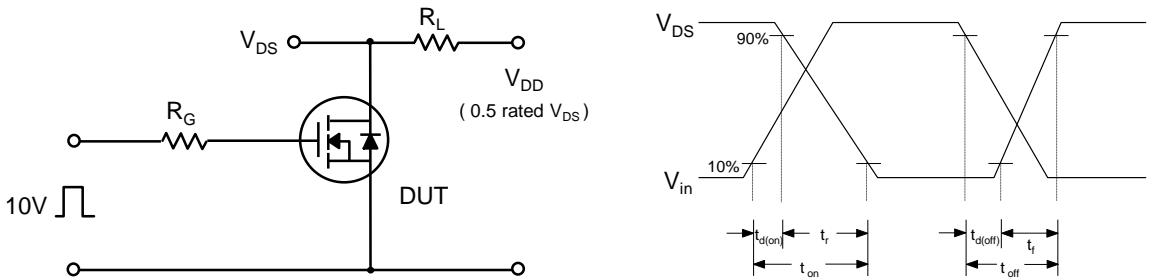 R_L
V_DS
V_DD
( 0.5 rated V_DS )
R_G
10V
DUT
V_DS
90%
10%
V_in
t_d(on)
t_r
t_on
t_d(off)
t_f
t_off